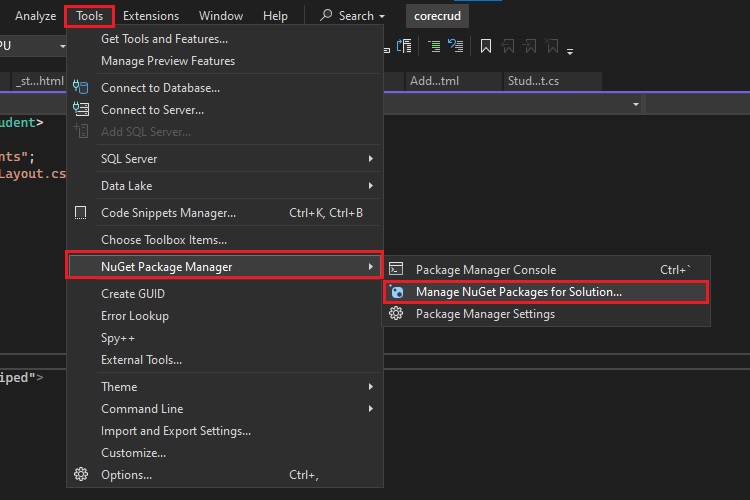 Analyze Tools Extensions Window Help Search corecrud
PU Get Tools and Features...
Manage Preview Features
_st...html Connect to Database... Add...tml Stud...t.cs
Connect to Server...
udent> Add SQL Server...
nts"; SQL Server
Layout.cs
Data Lake
Code Snippets Manager... Ctrl+K, Ctrl+B
Choose Toolbox Items...
NuGet Package Manager Package Manager Console Ctrl+`
Create GUID Manage NuGet Packages for Solution...
Error Lookup Package Manager Settings
Spy++
External Tools...
iped"> Theme
Command Line
Import and Export Settings...
Customize...
Options... Ctrl+,